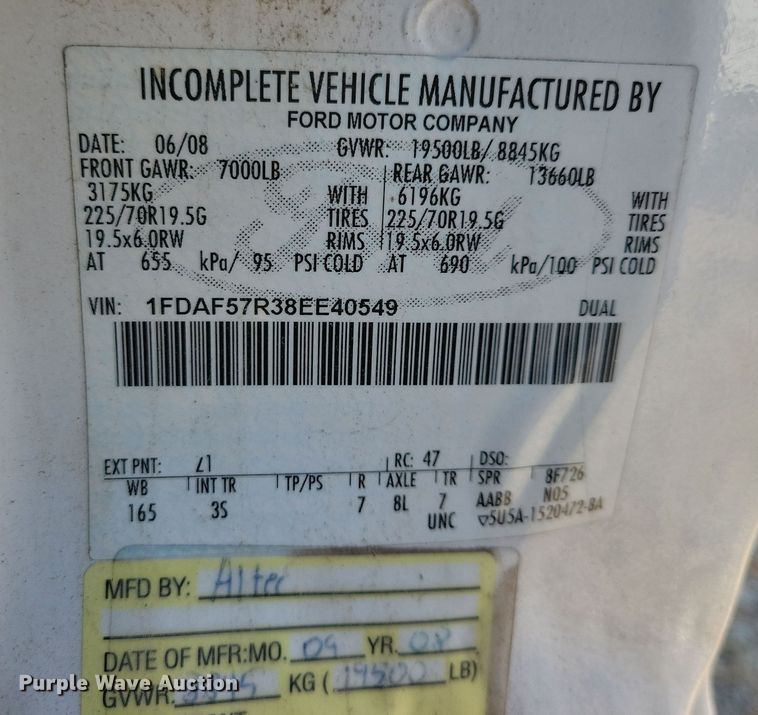 INCOMPLETE VEHICLE MANUFACTURED BY
FORD MOTOR COMPANY
DATE: 06/08 GVWR: 19500LB/ 8845KG
FRONT GAWR: 7000LB REAR GAWR: 13660LB
3175KG WITH 6196KG WITH
225/70R19.5G TIRES 225/70R19.5G TIRES
19.5x6.0RW RIMS 19.5x6.0RW RIMS
AT 655 kPa/ 95 PSI COLD AT 690 kPa/100 PSI COLD
VIN: 1FDAF57R38EE40549 DUAL
EXT PNT: Z1 RC: 47 DSO:
WB INT TR TP/PS R AXLE TR SPR 8F726
165 3S 7 8L 7 AABB N05
UNC ▽5U5A-1520472-BA
MFD BY: Altec
DATE OF MFR:MO. 09 YR. 08
GVWR: KG ( 19500 LB)
Purple Wave Auction